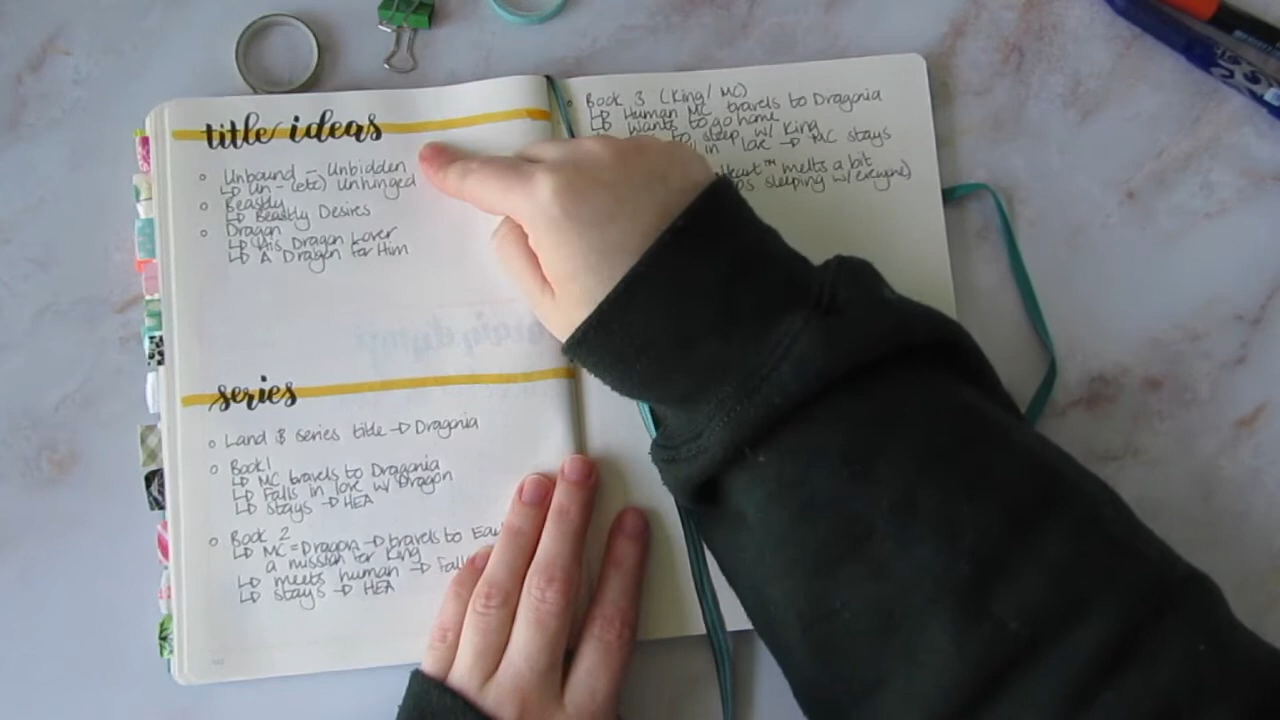 title ideas
Unbound - Unbidden
↳ Un- (etc) Unhinged
Beastly
↳ Beastly Desires
Dragon
↳ His Dragon Lover
↳ A Dragon for Him
series
Land & series title → Dragonia
Book 1
↳ MC travels to Dragonia
↳ Falls in love w/ Dragon
↳ stays → HEA
Book 2
↳ MC = Dragon → travels to
a mission for King
↳ meets human →
↳ stays → HEA
Book 3 (King/MC)
↳ Human MC travels to Dragonia
↳ Wants to go home
to sleep w/ King
in love → MC stays
melts a bit
sleeping w/ everyone)